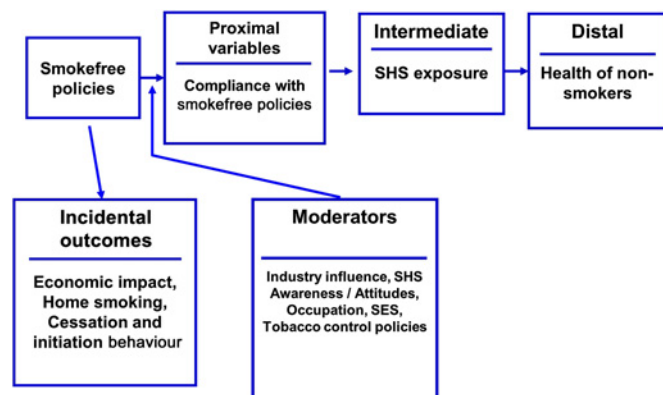 Smokefree
policies
Proximal
variables
Compliance with
smokefree policies
Intermediate
SHS exposure
Distal
Health of non-
smokers
Incidental
outcomes
Economic impact,
Home smoking,
Cessation and
initiation behaviour
Moderators
Industry influence, SHS
Awareness / Attitudes,
Occupation, SES,
Tobacco control policies